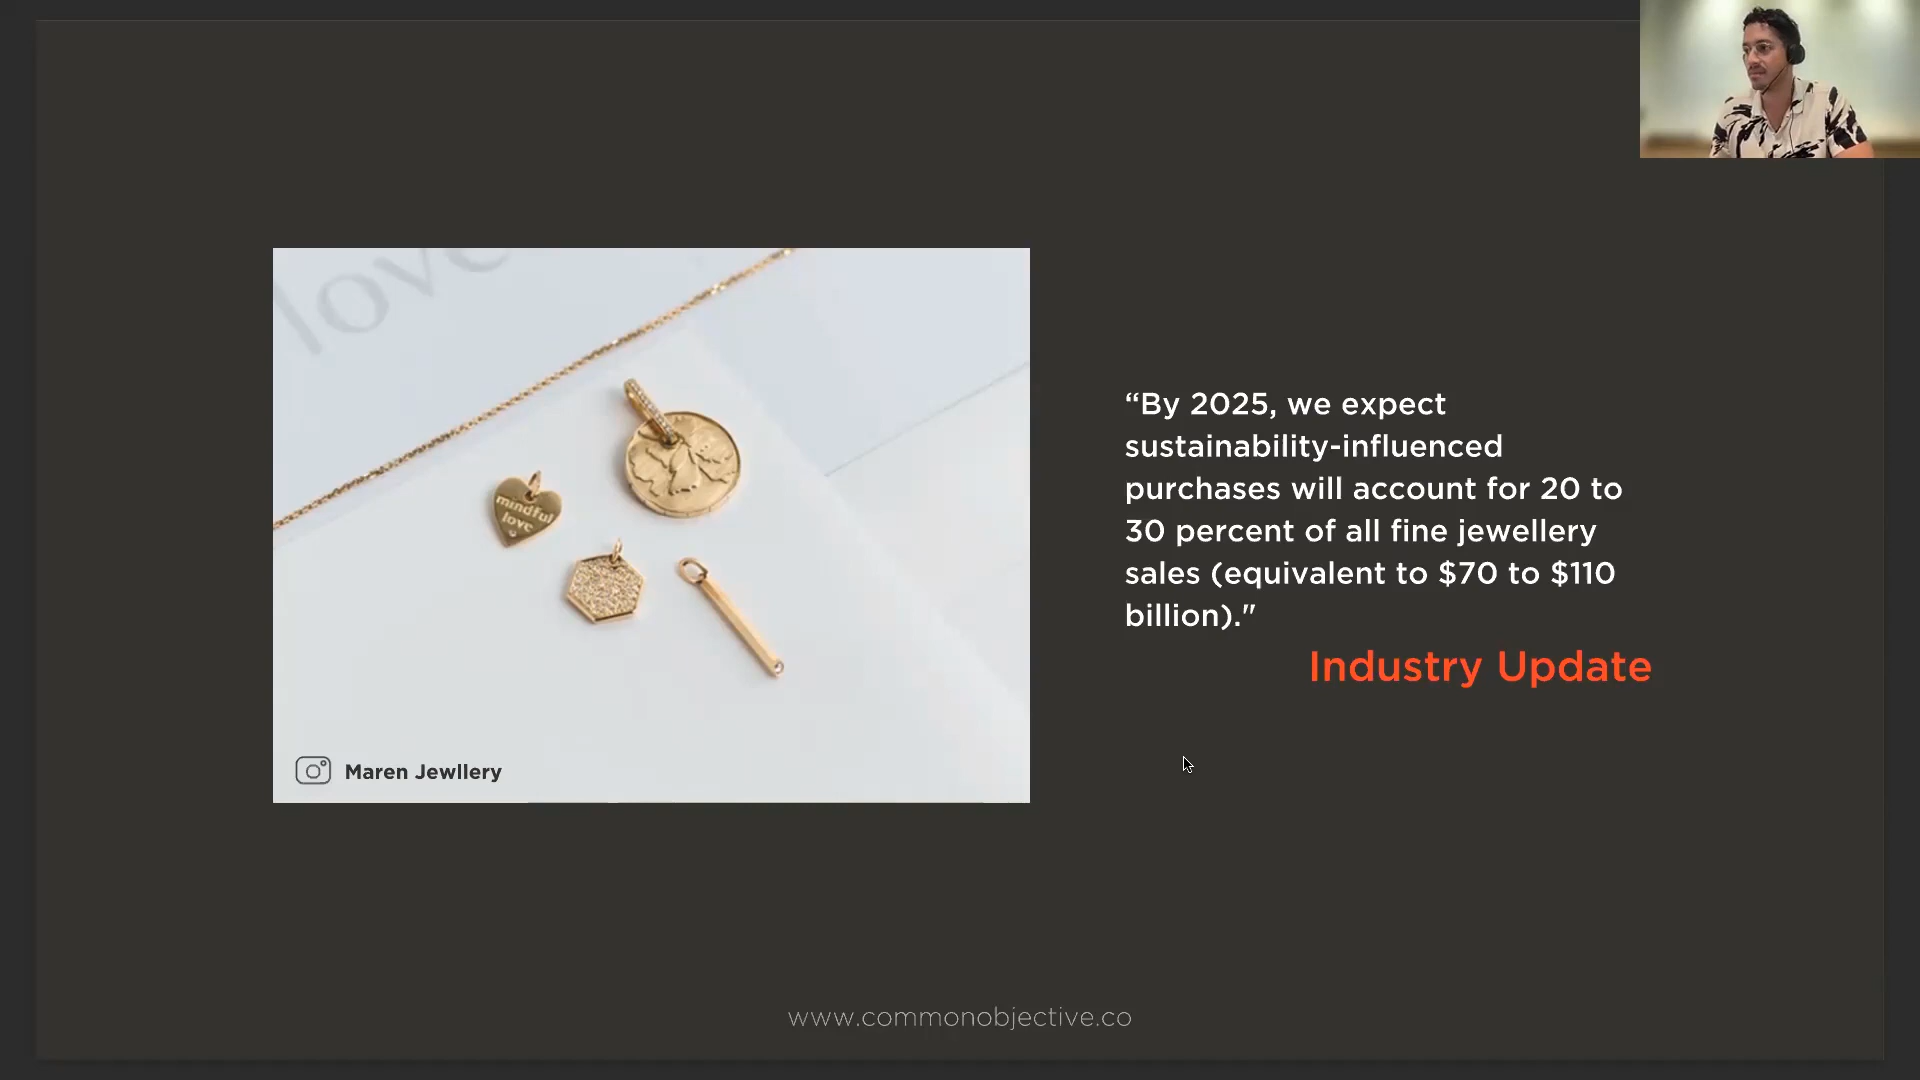 love
mindful
love
Maren Jewllery
“By 2025, we expect
sustainability-influenced
purchases will account for 20 to
30 percent of all fine jewellery
sales (equivalent to $70 to $110
billion)."
Industry Update
www.commonobjective.co